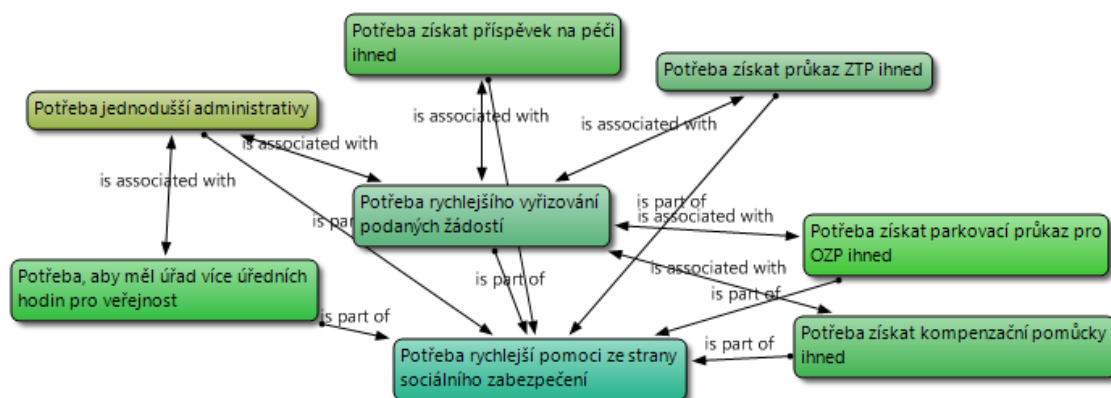 Potřeba získat příspěvek na péči
ihned
Potřeba získat průkaz ZTP ihned
Potřeba jednodušší administrativy
is associated with
is associated with
is associated with
is associated with
Potřeba rychlejšího vyřizování
podaných žádostí
is part of
is part of
is associated with
Potřeba získat parkovací průkaz pro
OZP ihned
Potřeba, aby měl úřad více úředních
hodin pro veřejnost
is associated with
is part of
is part of
is part of
Potřeba rychlejší pomoci ze strany
sociálního zabezpečení
is part of
Potřeba získat kompenzační pomůcky
ihned